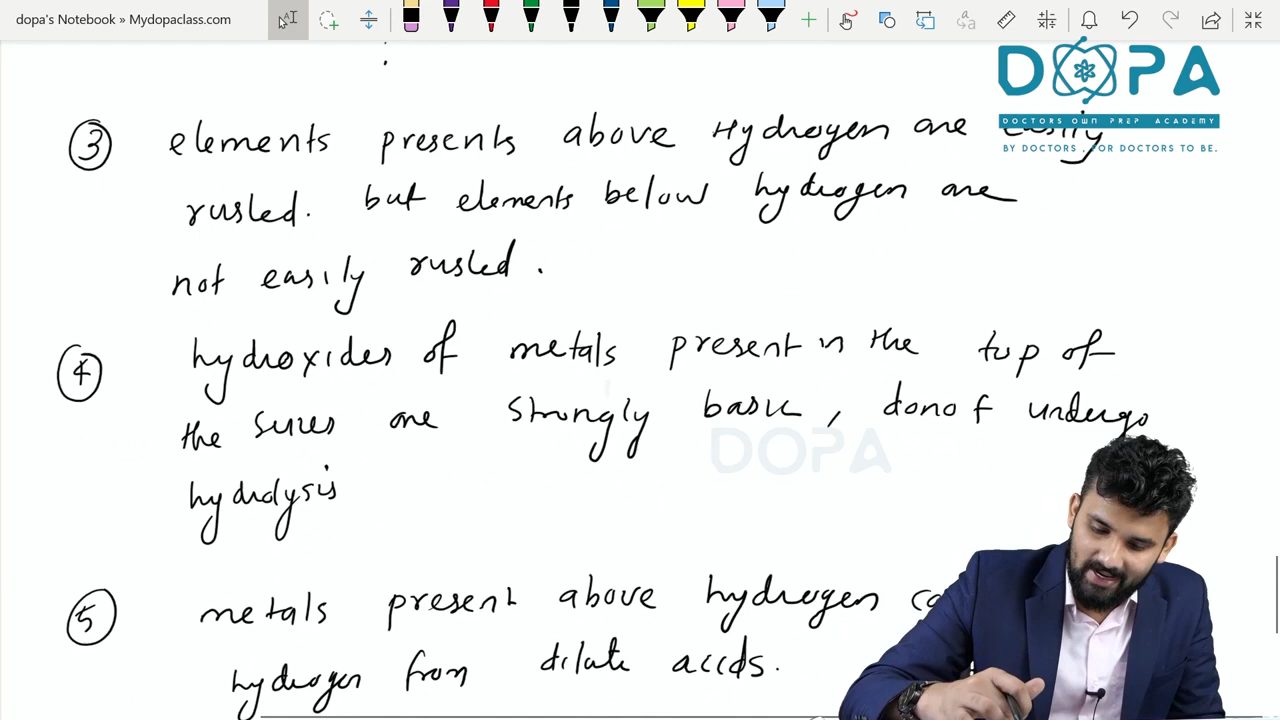 dopa's Notebook » Mydopaclass.com
DOPA
DOCTORS OWN PREP ACADEMY
BY DOCTORS , FOR DOCTORS TO BE.
③ elements presents above Hydrogen are easily
rusted. but elements below hydrogen are
not easily rusted.
④ hydroxides of metals present in the top of
the series are strongly basic, donot undergo
hydrolysis
DOPA
⑤ metals present above hydrogen
hydrogen from dilute acids.